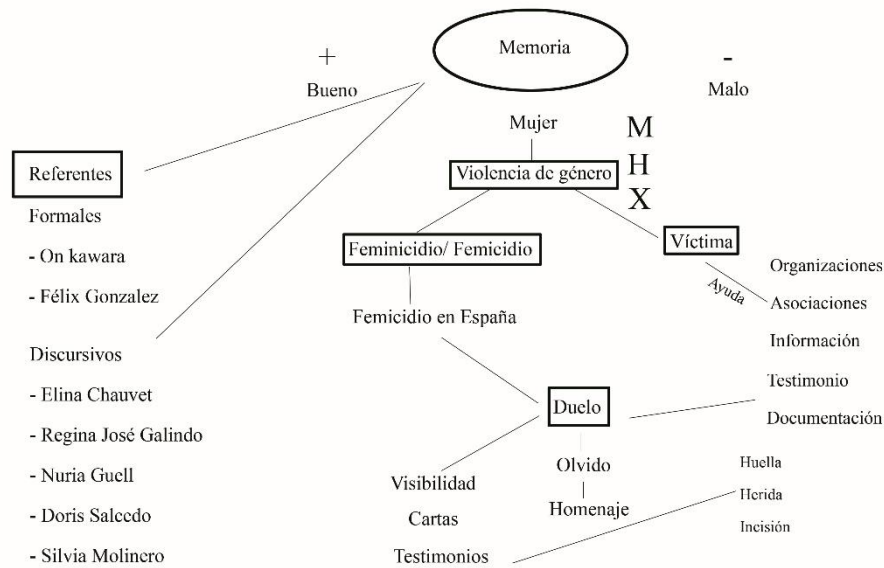 Memoria
+
Bueno
-
Malo
Mujer
M
H
X
Violencia de género
Referentes
Formales
- On kawara
- Félix Gonzalez
Discursivos
- Elina Chauvet
- Regina José Galindo
- Nuria Guell
- Doris Salcedo
- Silvia Molinero
Feminicidio/ Femicidio
Femicidio en España
Víctima
Ayuda
Organizaciones
Asociaciones
Información
Testimonio
Documentación
Duelo
Visibilidad
Cartas
Testimonios
Olvido
Homenaje
Huella
Herida
Incisión